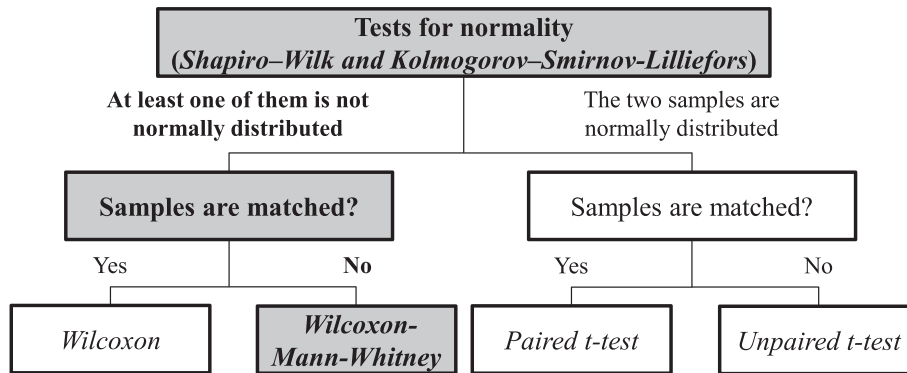 Tests for normality
(Shapiro–Wilk and Kolmogorov–Smirnov-Lilliefors)
At least one of them is not
normally distributed
The two samples are
normally distributed
Samples are matched?
Samples are matched?
Yes
No
Yes
No
Wilcoxon
Wilcoxon-
Mann-Whitney
Paired t-test
Unpaired t-test